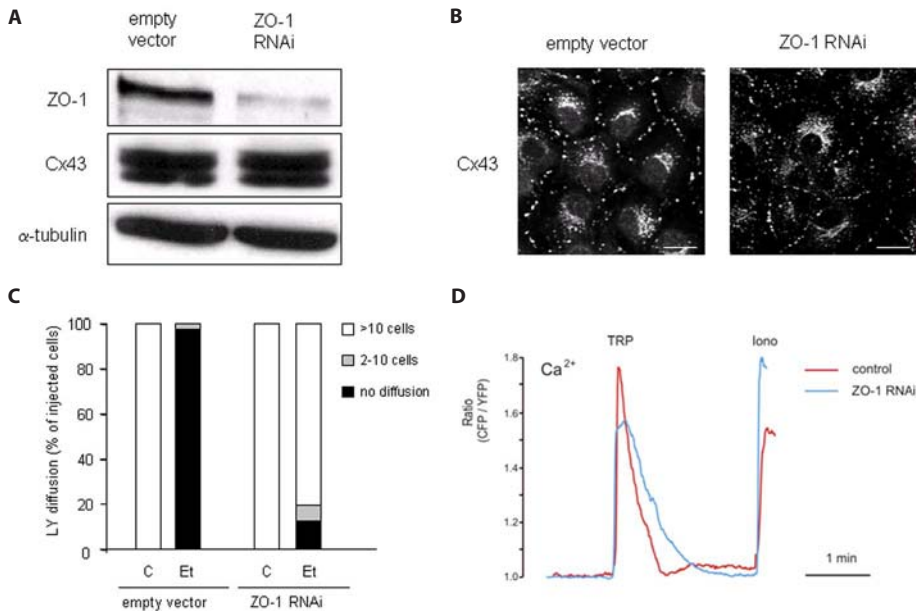 A
empty vector
ZO-1 RNAi
ZO-1
Cx43
α-tubulin
B
empty vector
ZO-1 RNAi
Cx43
C
LY diffusion (% of injected cells)
100
80
60
40
20
0
C
Et
C
Et
empty vector
ZO-1 RNAi
>10 cells
2-10 cells
no diffusion
D
Ca2+
Ratio
(CFP / YFP)
1.8
1.6
1.4
1.2
1.0
TRP
Iono
control
ZO-1 RNAi
1 min